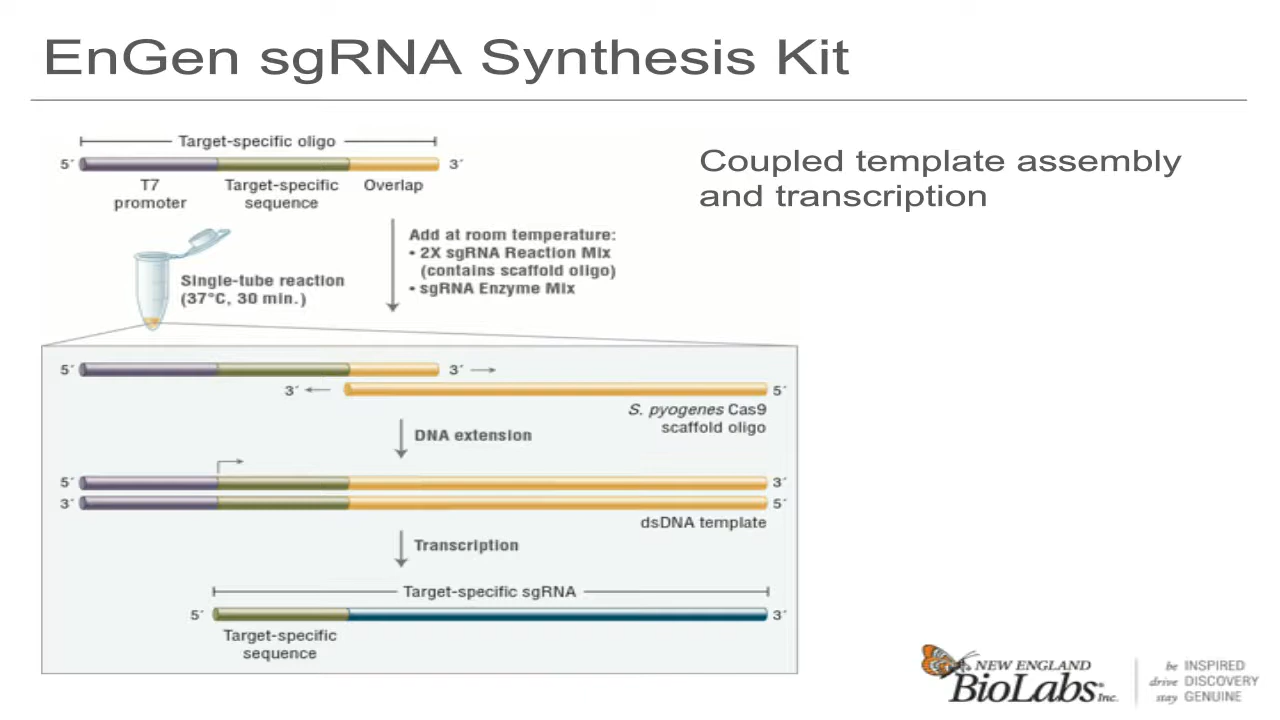 EnGen sgRNA Synthesis Kit
Target-specific oligo
5´ 3´
T7 promoter
Target-specific sequence
Overlap
Coupled template assembly
and transcription
Add at room temperature:
• 2X sgRNA Reaction Mix
(contains scaffold oligo)
• sgRNA Enzyme Mix
Single-tube reaction
(37°C, 30 min.)
5´ 3´
3´ 5´
S. pyogenes Cas9
scaffold oligo
DNA extension
5´ 3´
3´ 5´
dsDNA template
Transcription
Target-specific sgRNA
5´ 3´
Target-specific
sequence
NEW ENGLAND
BioLabs® Inc.
be INSPIRED
drive DISCOVERY
stay GENUINE